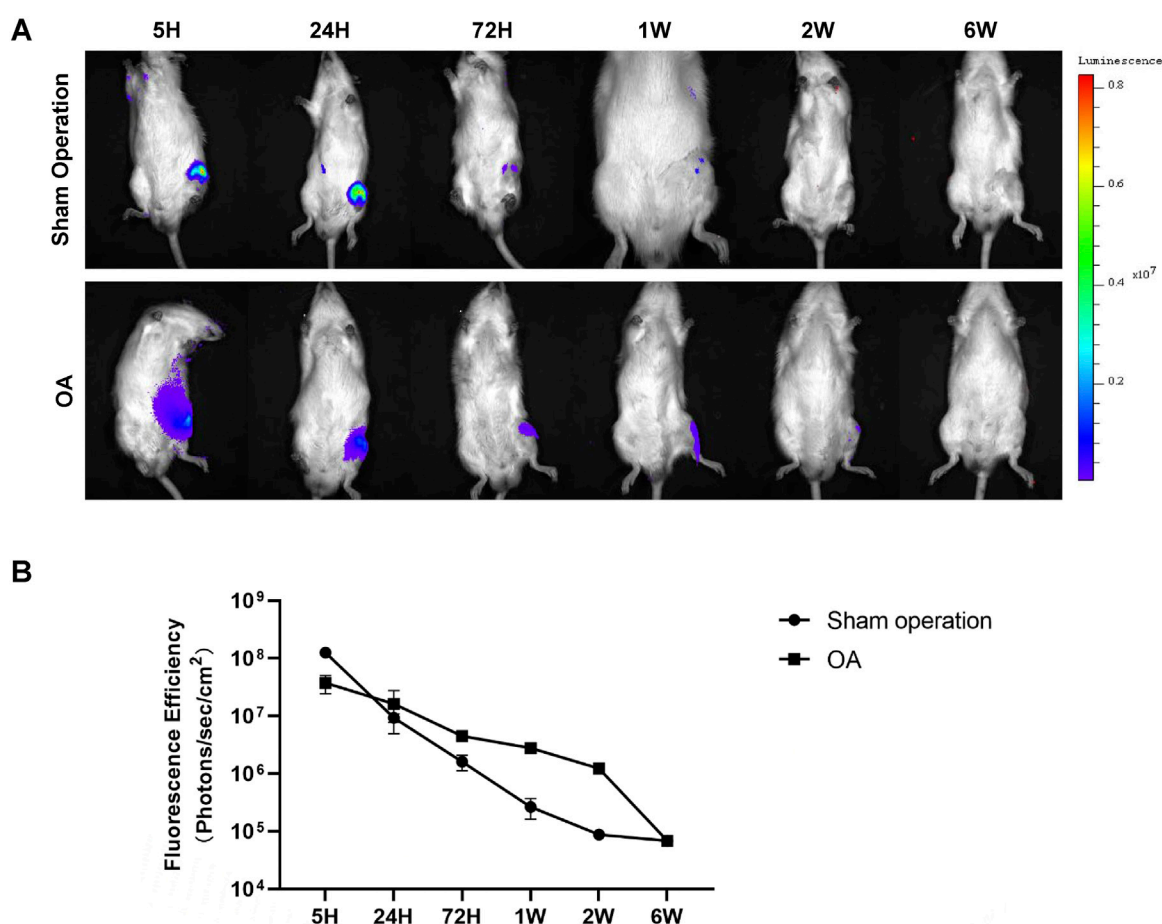 A
5H 24H 72H 1W 2W 6W
Sham Operation
OA
Luminescence
0.8
0.6
0.4
x10⁷
0.2
B
Fluorescence Efficiency
(Photons/sec/cm²)
10⁹
10⁸
10⁷
10⁶
10⁵
10⁴
5H 24H 72H 1W 2W 6W
Sham operation
OA